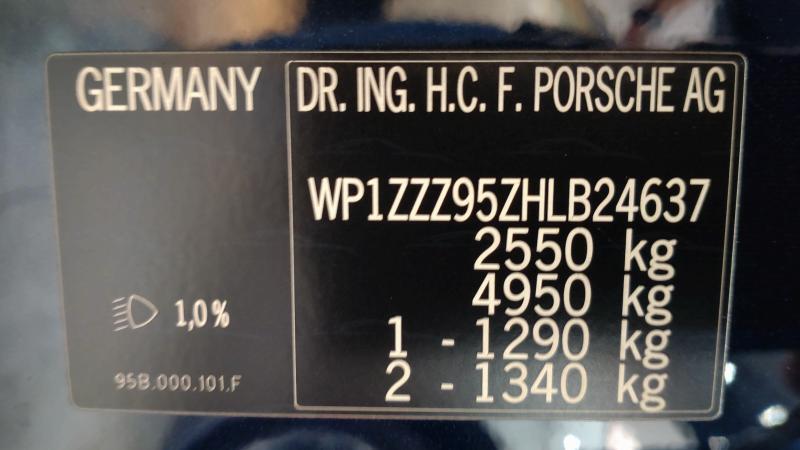 GERMANY
DR. ING. H.C. F. PORSCHE AG
WP1ZZZ95ZHLB24637
2550 kg
4950 kg
1 - 1290 kg
2 - 1340 kg
1,0%
95B.000.101.F